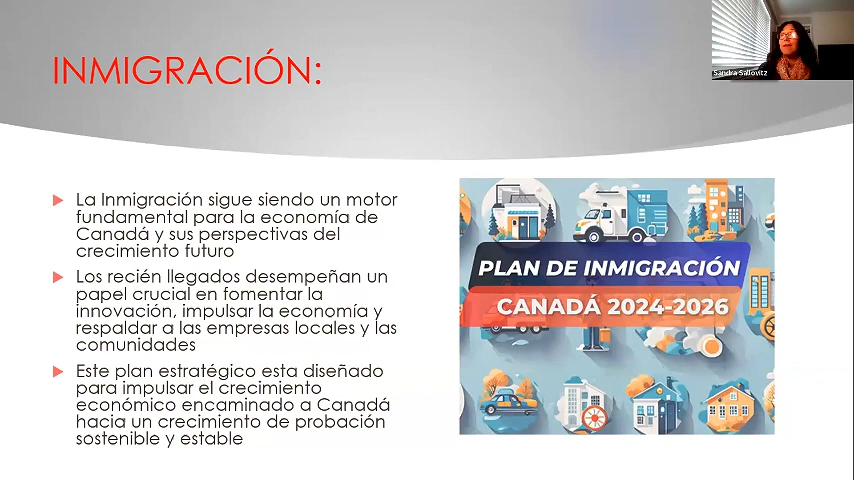 INMIGRACIÓN:
Sandra Sallovitz
La Inmigración sigue siendo un motor
fundamental para la economía de
Canadá y sus perspectivas del
crecimiento futuro
Los recién llegados desempeñan un
papel crucial en fomentar la
innovación, impulsar la economía y
respaldar a las empresas locales y las
comunidades
Este plan estratégico esta diseñado
para impulsar el crecimiento
económico encaminado a Canadá
hacia un crecimiento de probación
sostenible y estable
PLAN DE INMIGRACIÓN
CANADÁ 2024-2026